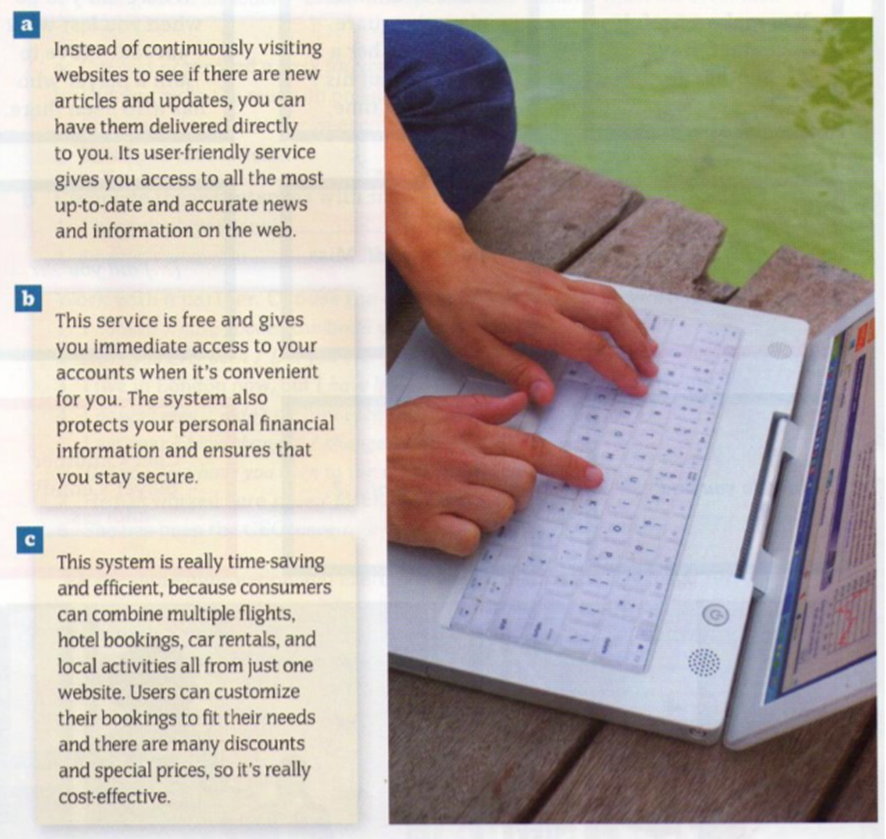 a
Instead of continuously visiting
websites to see if there are new
articles and updates, you can
have them delivered directly
to you. Its user-friendly service
gives you access to all the most
up-to-date and accurate news
and information on the web.
b
This service is free and gives
you immediate access to your
accounts when it's convenient
for you. The system also
protects your personal financial
information and ensures that
you stay secure.
c
This system is really time-saving
and efficient, because consumers
can combine multiple flights,
hotel bookings, car rentals, and
local activities all from just one
website. Users can customize
their bookings to fit their needs
and there are many discounts
and special prices, so it's really
cost-effective.